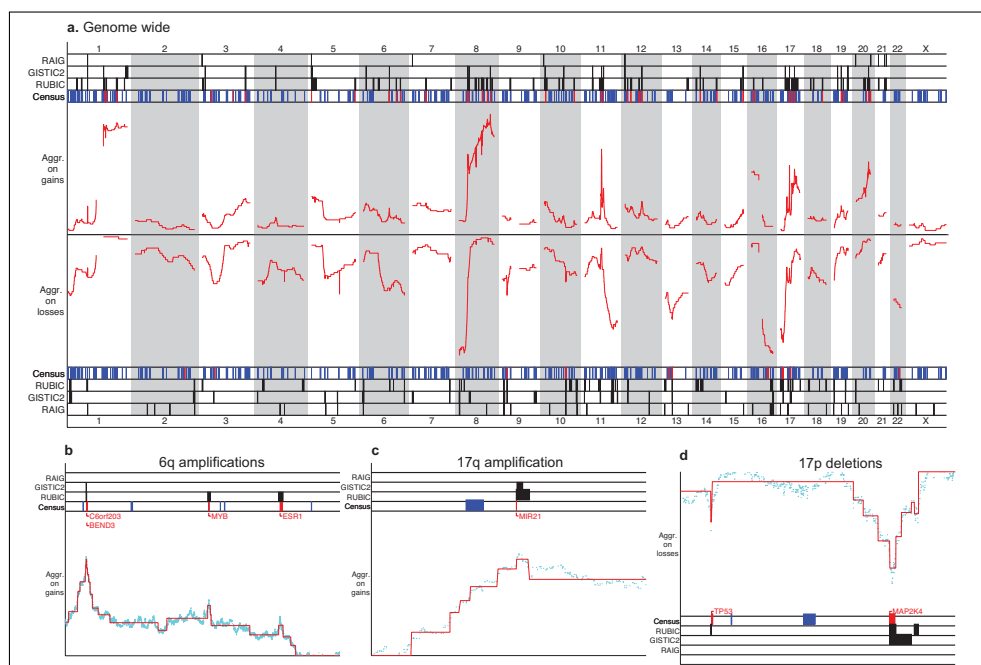 a. Genome wide
1 2 3 4 5 6 7 8 9 10 11 12 13 14 15 16 17 18 19 20 21 22 X
RAIG
GISTIC2
RUBIC
Census
Aggr.
on
gains
Aggr.
on
losses
Census
RUBIC
GISTIC2
RAIG
1 2 3 4 5 6 7 8 9 10 11 12 13 14 15 16 17 18 19 20 21 22 X
b 6q amplifications
RAIG
GISTIC2
RUBIC
Census
C6orf203 MYB ESR1
BEND3
Aggr.
on
gains
c 17q amplification
RAIG
GISTIC2
RUBIC
Census
MIR21
Aggr.
on
gains
d 17p deletions
Aggr.
on
losses
TP53 MAP2K4
Census
RUBIC
GISTIC2
RAIG